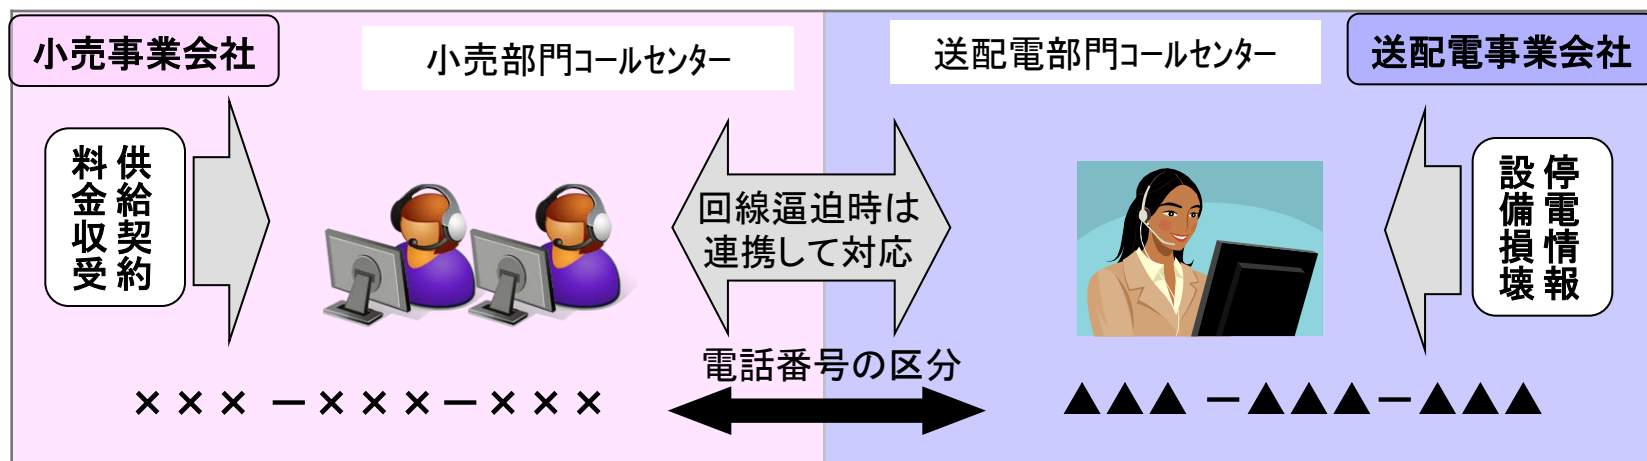 小売事業会社
小売部門コールセンター
送配電部門コールセンター
送配電事業会社
供給契約
料金収受
回線逼迫時は
連携して対応
停電情報
設備損壊
電話番号の区分
×××－×××－×××
▲▲▲－▲▲▲－▲▲▲